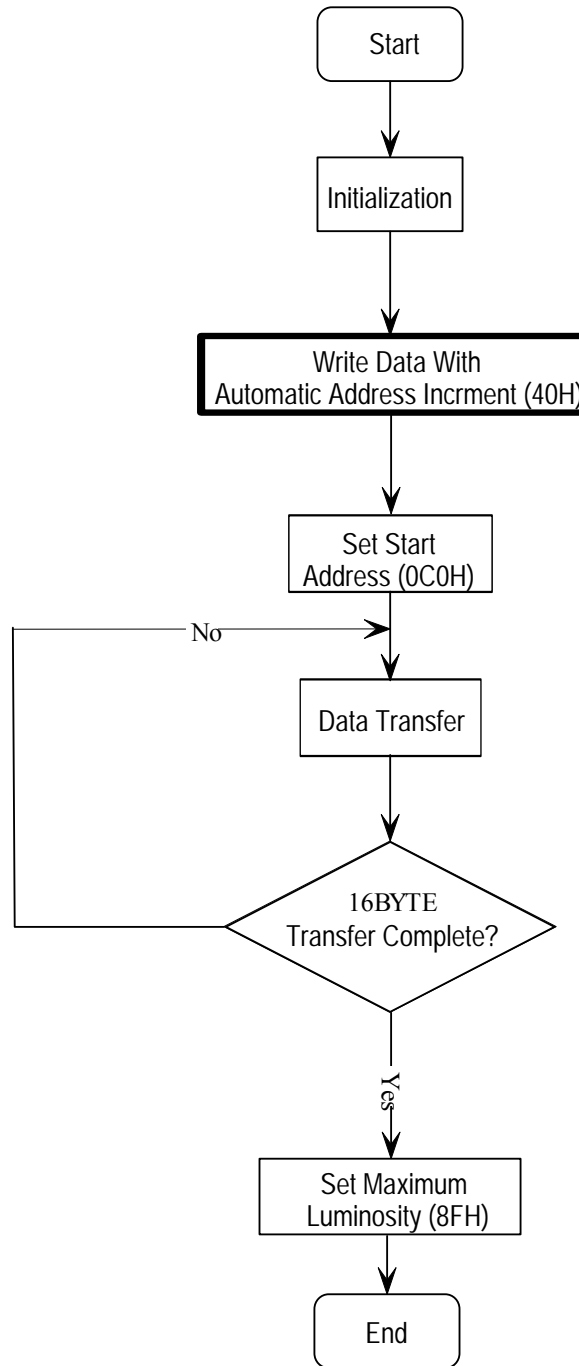 Start
Initialization
Write Data With
Automatic Address Incrment (40H)
Set Start
Address (0C0H)
No
Data Transfer
16BYTE
Transfer Complete?
Yes
Set Maximum
Luminosity (8FH)
End